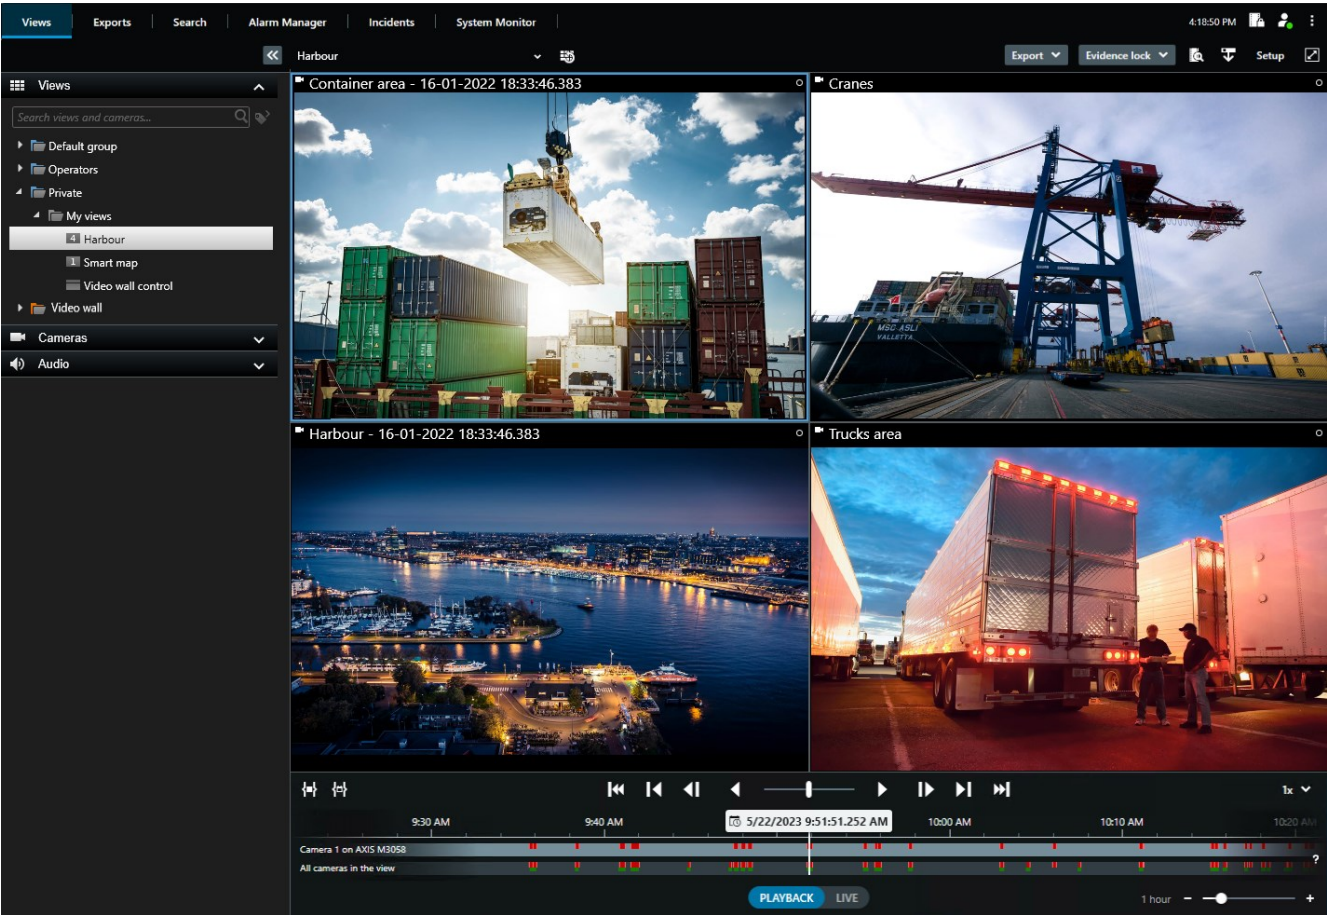 Views Exports Search Alarm Manager Incidents System Monitor 4:18:50 PM
Harbour Export Evidence lock Setup
Views
Search views and cameras...
Default group
Operators
Private
My views
4 Harbour
1 Smart map
Video wall control
Video wall
Cameras
Audio
Container area - 16-01-2022 18:33:46.383
Cranes
MSC ASLI
VALLETTA
Harbour - 16-01-2022 18:33:46.383
Trucks area
1x
9:30 AM 9:40 AM 5/22/2023 9:51:51.252 AM 10:00 AM 10:10 AM 10:20 AM
Camera 1 on AXIS M3058
All cameras in the view
?
PLAYBACK LIVE
1 hour - +